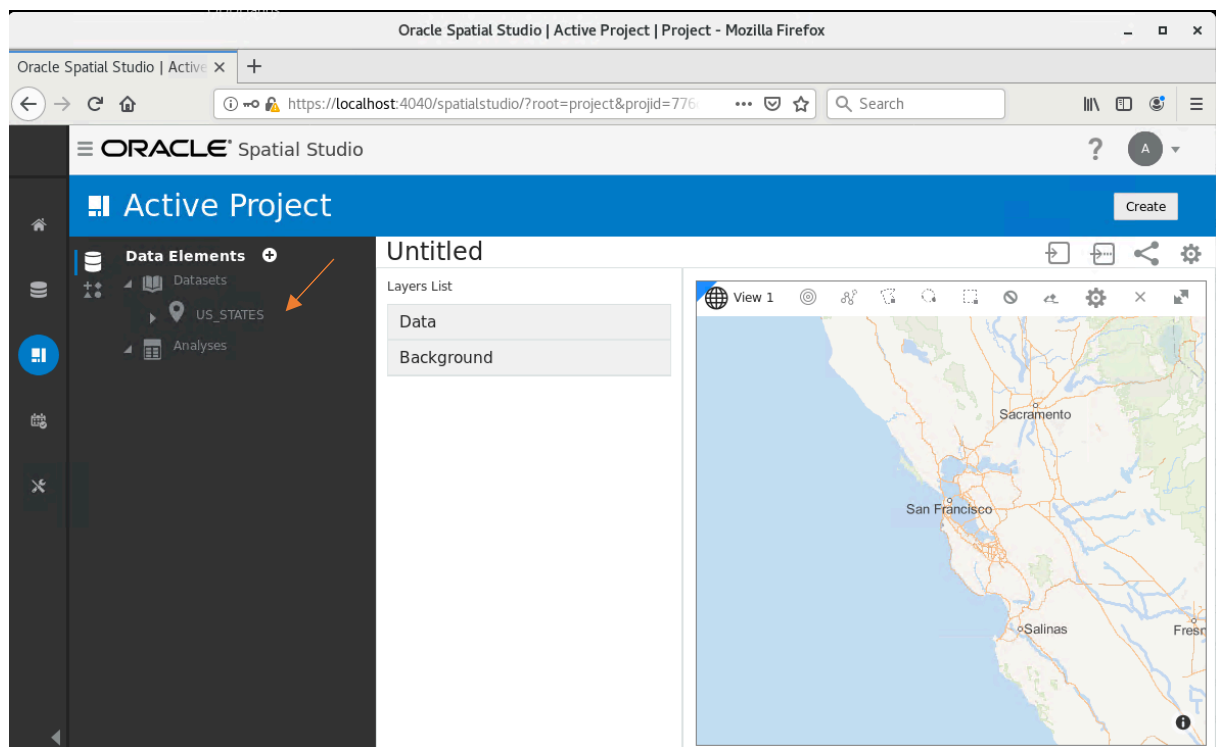 Oracle Spatial Studio | Active Project | Project - Mozilla Firefox
Oracle Spatial Studio | Active
https://localhost:4040/spatialstudio/?root=project&projid=776
Search
ORACLE® Spatial Studio
?
A
Active Project
Create
Data Elements
Datasets
US_STATES
Analyses
Untitled
Layers List
Data
Background
View 1
Sacramento
San Francisco
Salinas
Fresn